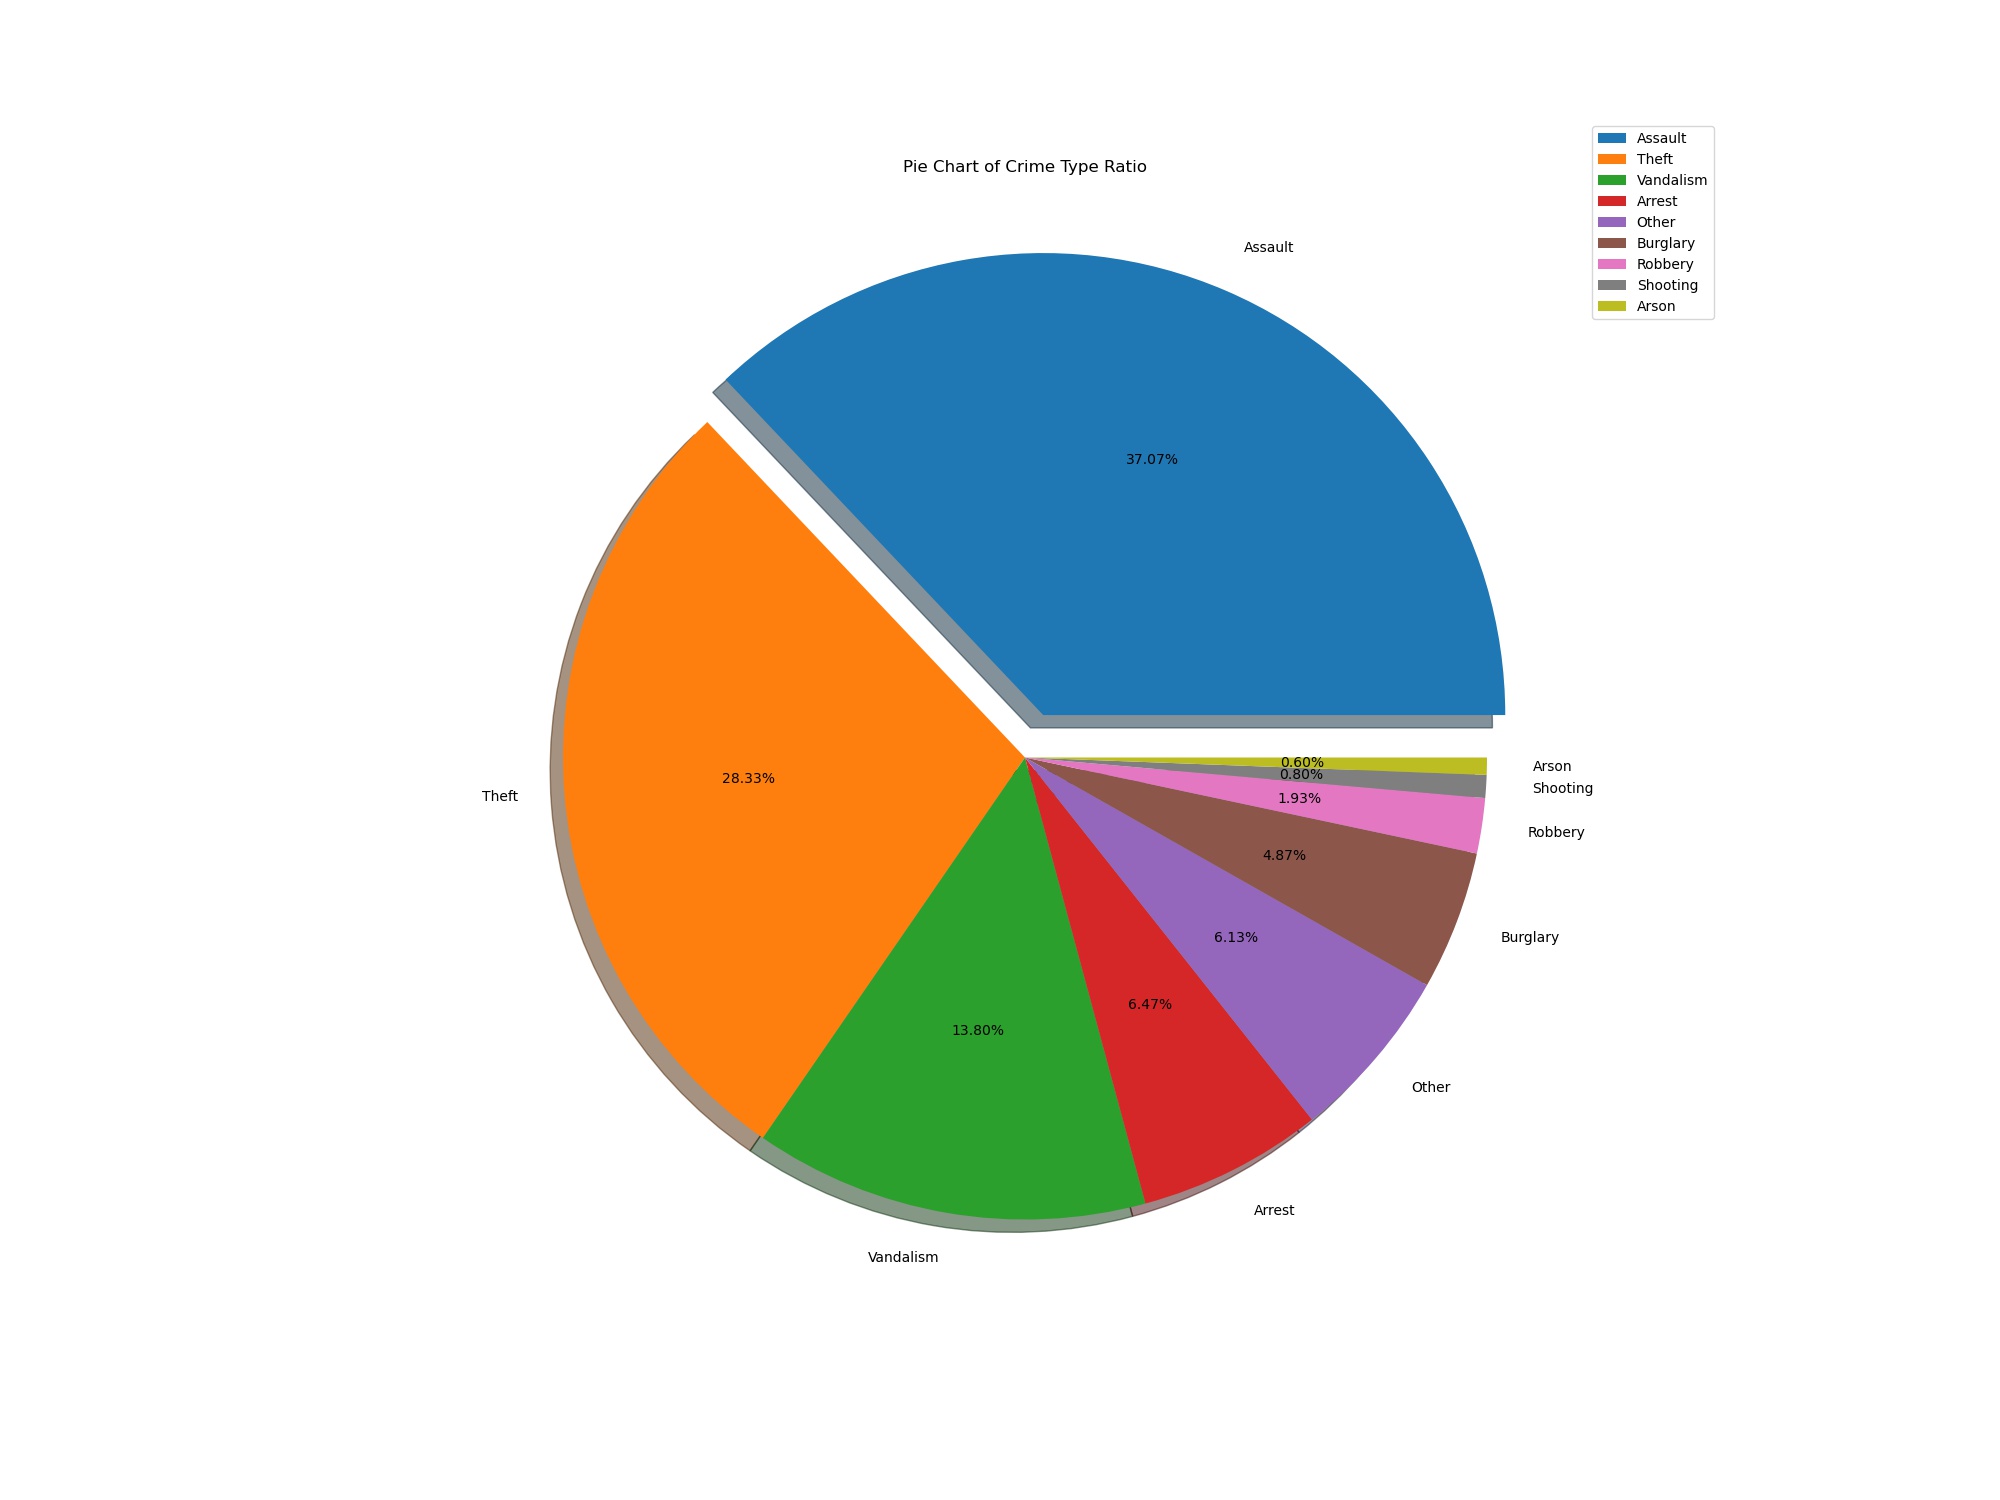 Pie Chart of Crime Type Ratio
Assault
Theft
Vandalism
Arrest
Other
Burglary
Robbery
Shooting
Arson
Assault
37.07%
Theft
28.33%
Vandalism
13.80%
Arrest
6.47%
Other
6.13%
Burglary
4.87%
Robbery
1.93%
Shooting
0.80%
Arson
0.60%